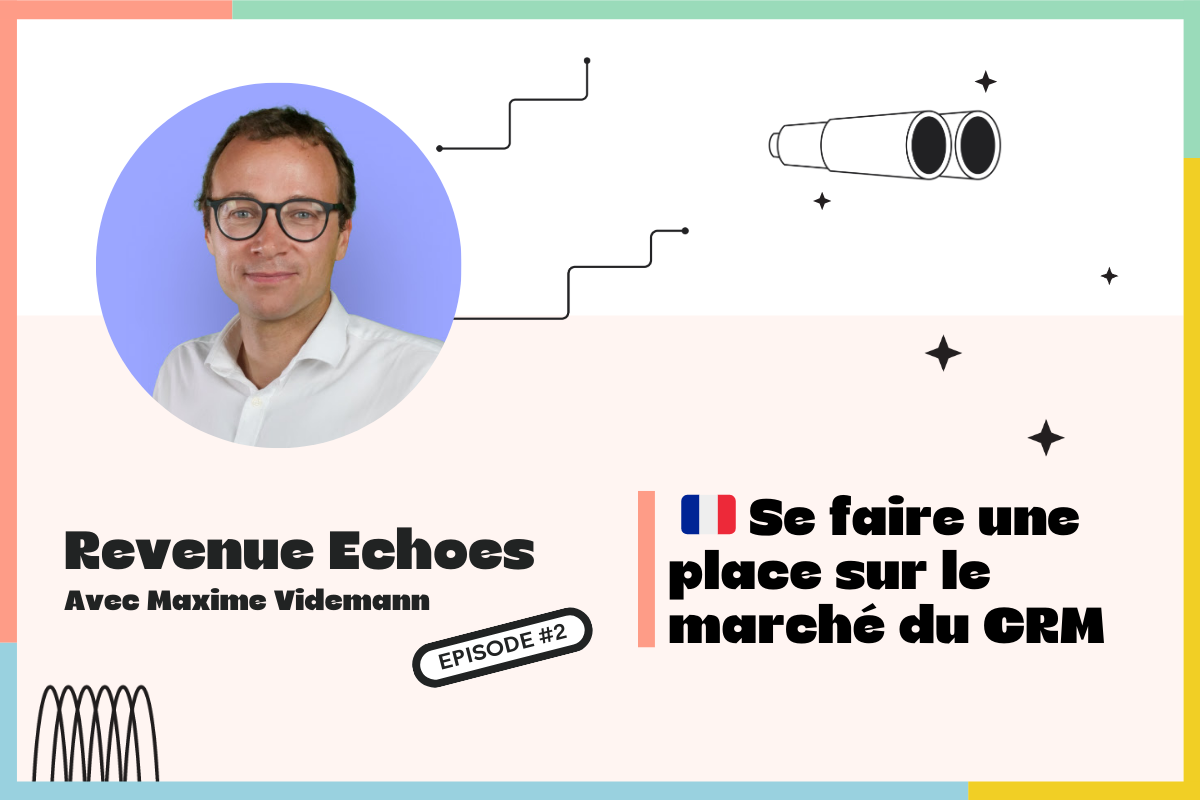 Revenue Echoes
Avec Maxime Videmann
EPISODE #2
🇫🇷 Se faire une
place sur le
marché du CRM